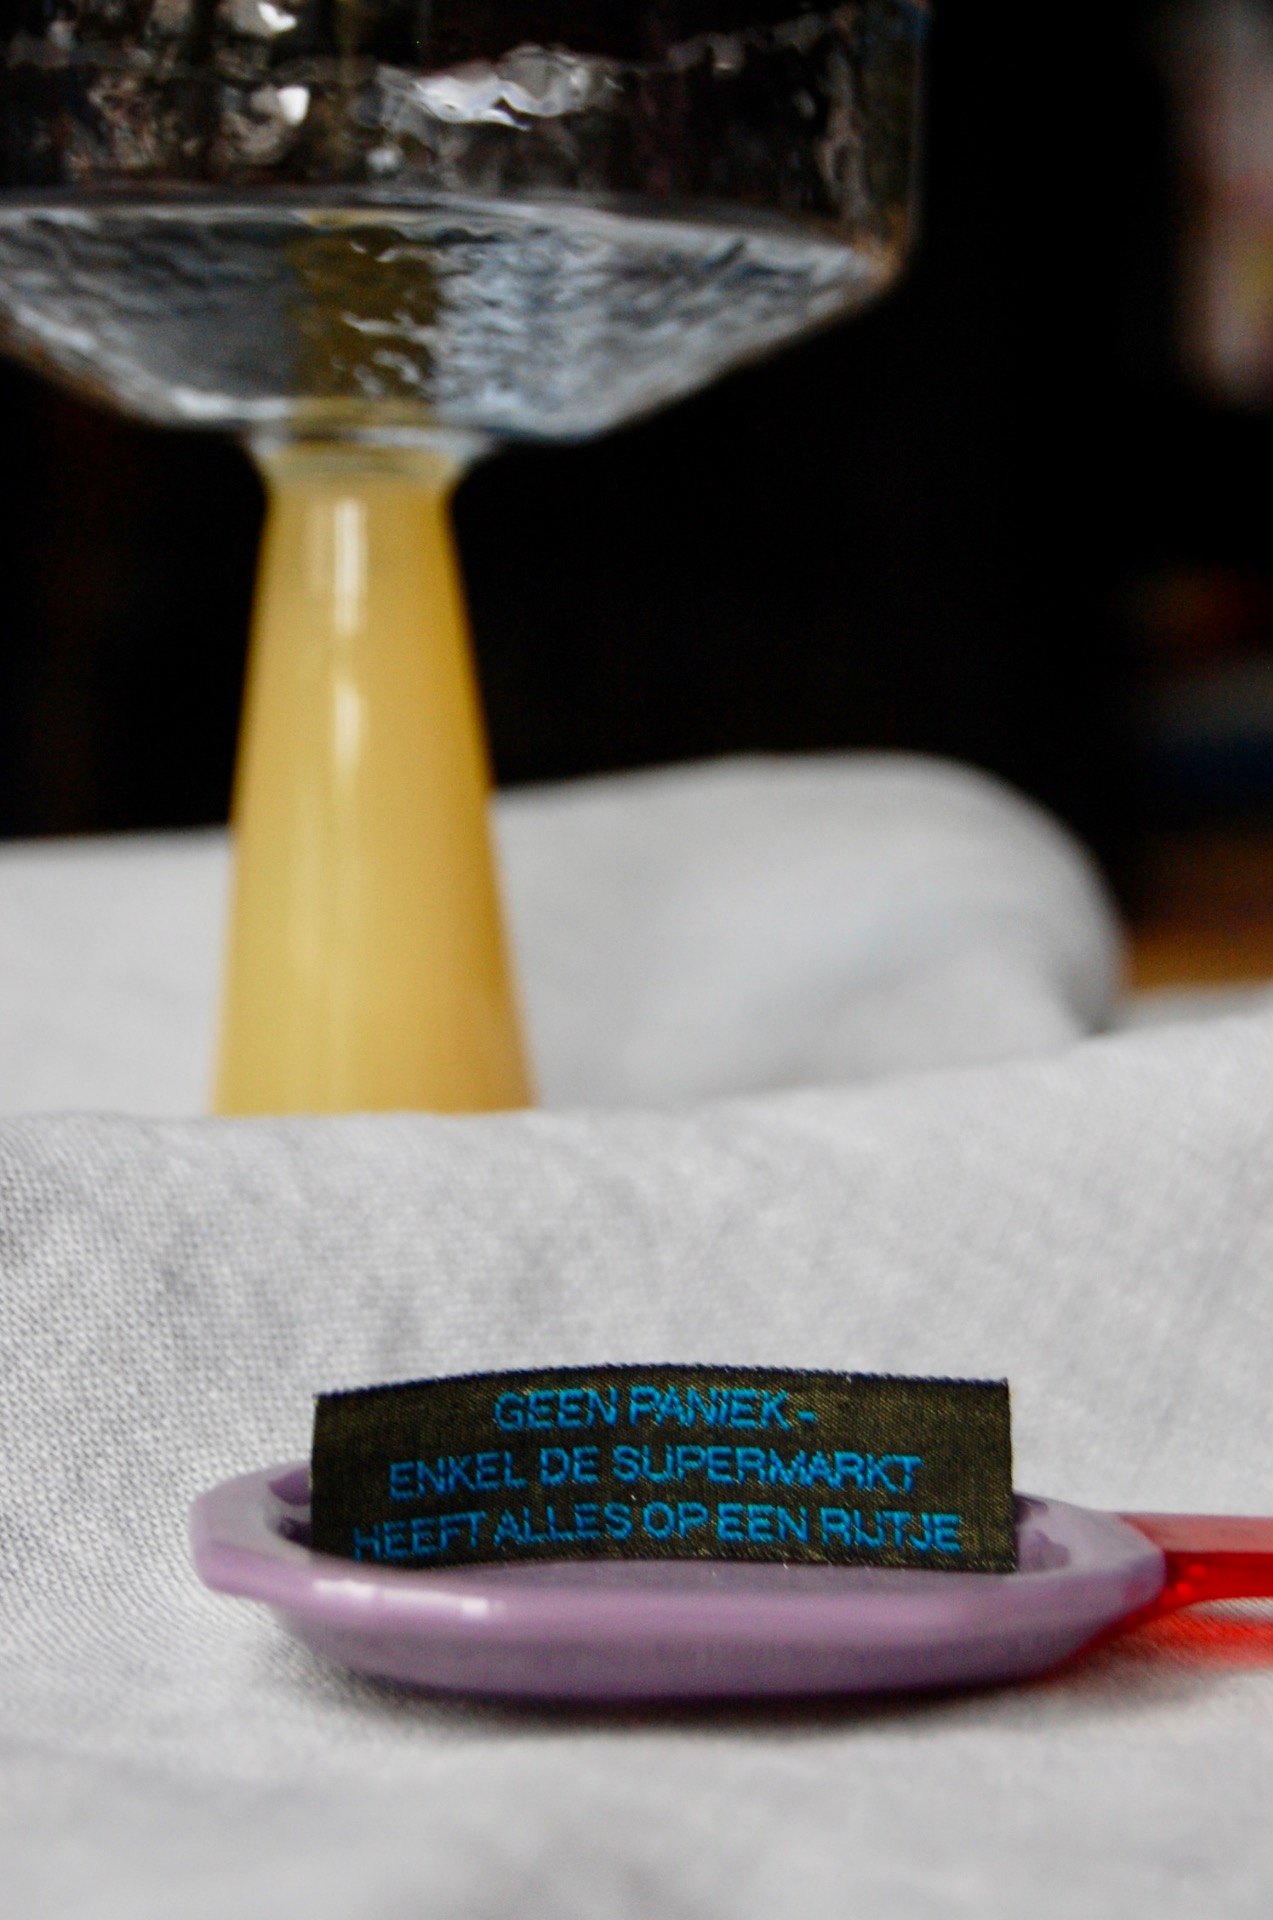 GEEN PANIEK -
ENKEL DE SUPERMARKT
HEEFT ALLES OP EEN RIJTJE